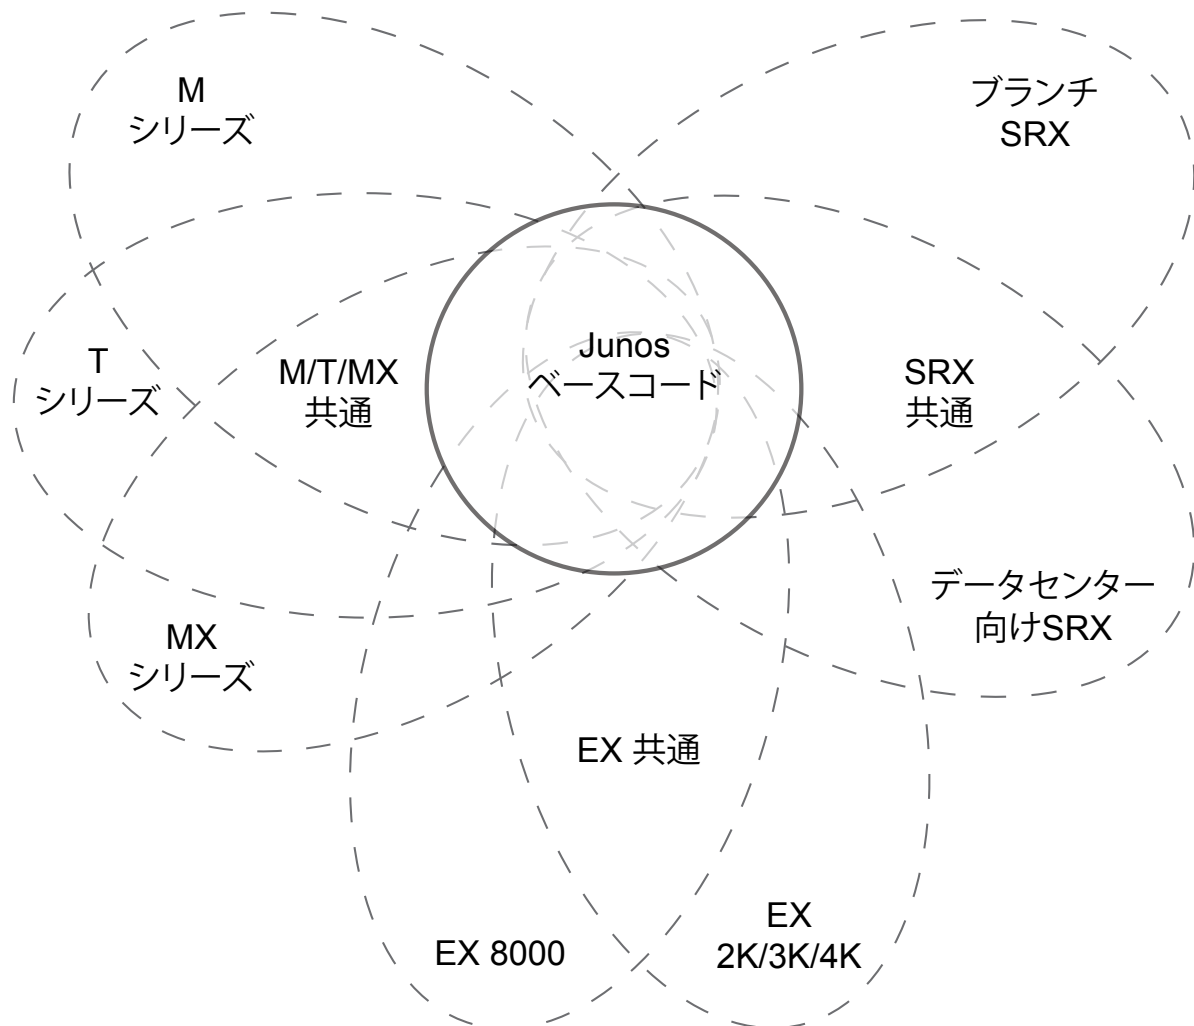 M
シリーズ
ブランチ
SRX
T
シリーズ
M/T/MX
共通
Junos
ベースコード
SRX
共通
MX
シリーズ
データセンター
向けSRX
EX 共通
EX 8000
EX
2K/3K/4K